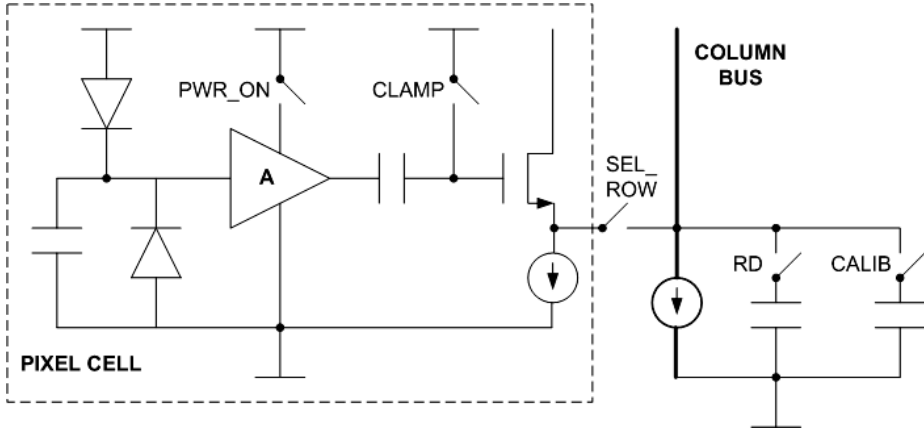 COLUMN
BUS
PWR_ON
CLAMP
A
SEL_
ROW
RD
CALIB
PIXEL CELL